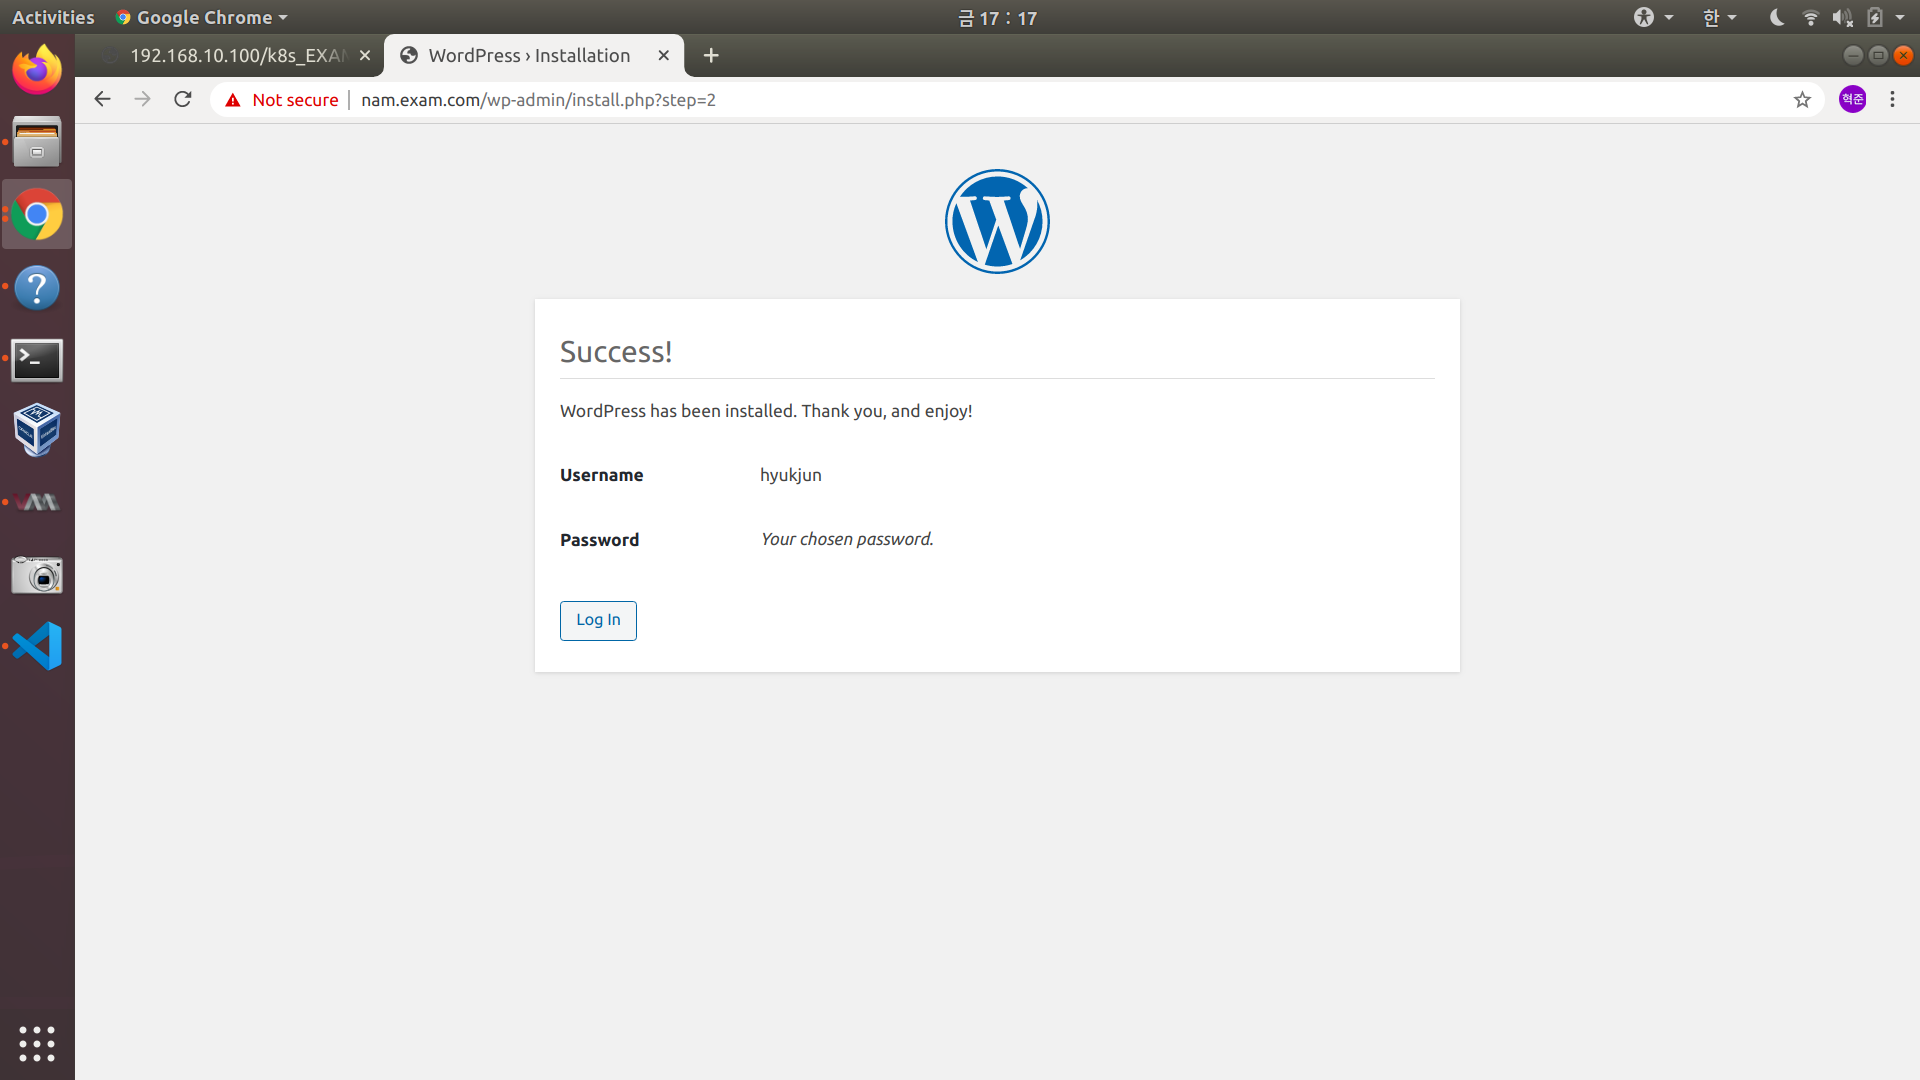 Activities
Google Chrome
금 17 : 17
한
192.168.10.100/k8s_EXAM
WordPress › Installation
Not secure
nam.exam.com/wp-admin/install.php?step=2
혁준
Success!
WordPress has been installed. Thank you, and enjoy!
Username hyukjun
Password Your chosen password.
Log In